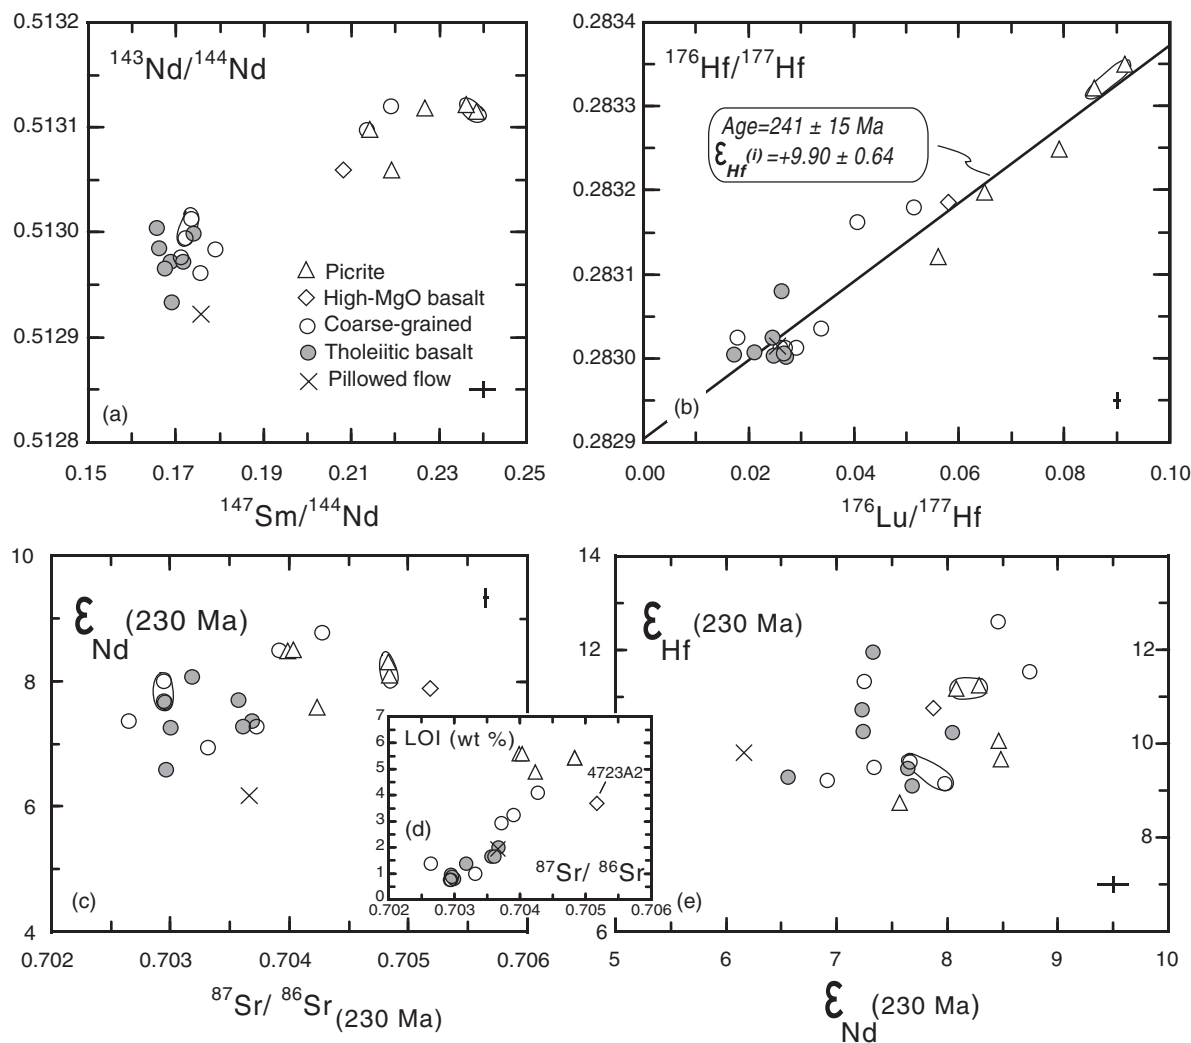 0.5132
0.5131
0.5130
0.5129
0.5128
143Nd/144Nd
Picrite
High-MgO basalt
Coarse-grained
Tholeiitic basalt
Pillowed flow
(a)
0.15 0.17 0.19 0.21 0.23 0.25
147Sm/144Nd
0.2834
0.2833
0.2832
0.2831
0.2830
0.2829
176Hf/177Hf
Age=241 ± 15 Ma
εHf(i) =+9.90 ± 0.64
(b)
0.00 0.02 0.04 0.06 0.08 0.10
176Lu/177Hf
10
8
6
4
εNd (230 Ma)
(c)
0.702 0.703 0.704 0.705 0.706
87Sr/ 86Sr(230 Ma)
7
6
5
4
3
2
1
0
LOI (wt %)
4723A2
(d)
87Sr/ 86Sr
0.702 0.703 0.704 0.705 0.706
14
12
10
8
6
εHf (230 Ma)
12
10
8
(e)
5 6 7 8 9 10
εNd (230 Ma)